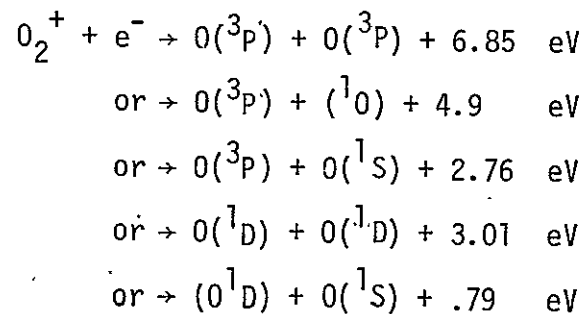 O₂⁺ + e⁻ → O(³P) + O(³P) + 6.85 eV
or → O(³P) + (¹O) + 4.9 eV
or → O(³P) + O(¹S) + 2.76 eV
or → O(¹D) + O(¹D) + 3.01 eV
or → (O¹D) + O(¹S) + .79 eV